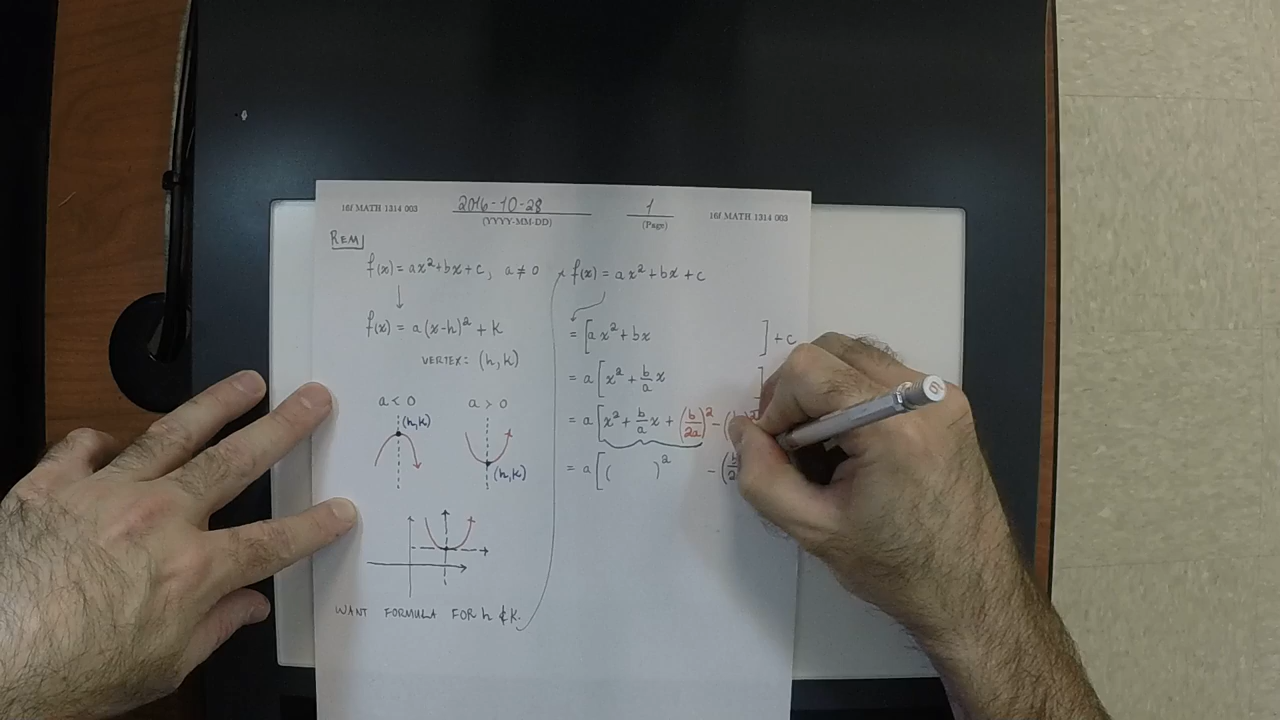 16f MATH 1314 003
2016-10-28
(YYYY-MM-DD)
1
(Page)
16f MATH 1314 003
REM
f(x) = ax²+bx+c, a ≠ 0
f(x) = a(x-h)² + k
VERTEX: (h,k)
a < 0
a > 0
(h,k)
(h,k)
WANT FORMULA FOR h & k.
f(x) = ax²+bx+c
= [ax²+bx ] + c
= a[x² + b/a x ]
= a[x² + b/a x + (b/2a)² - (b )²
= a[( )² - (b/2